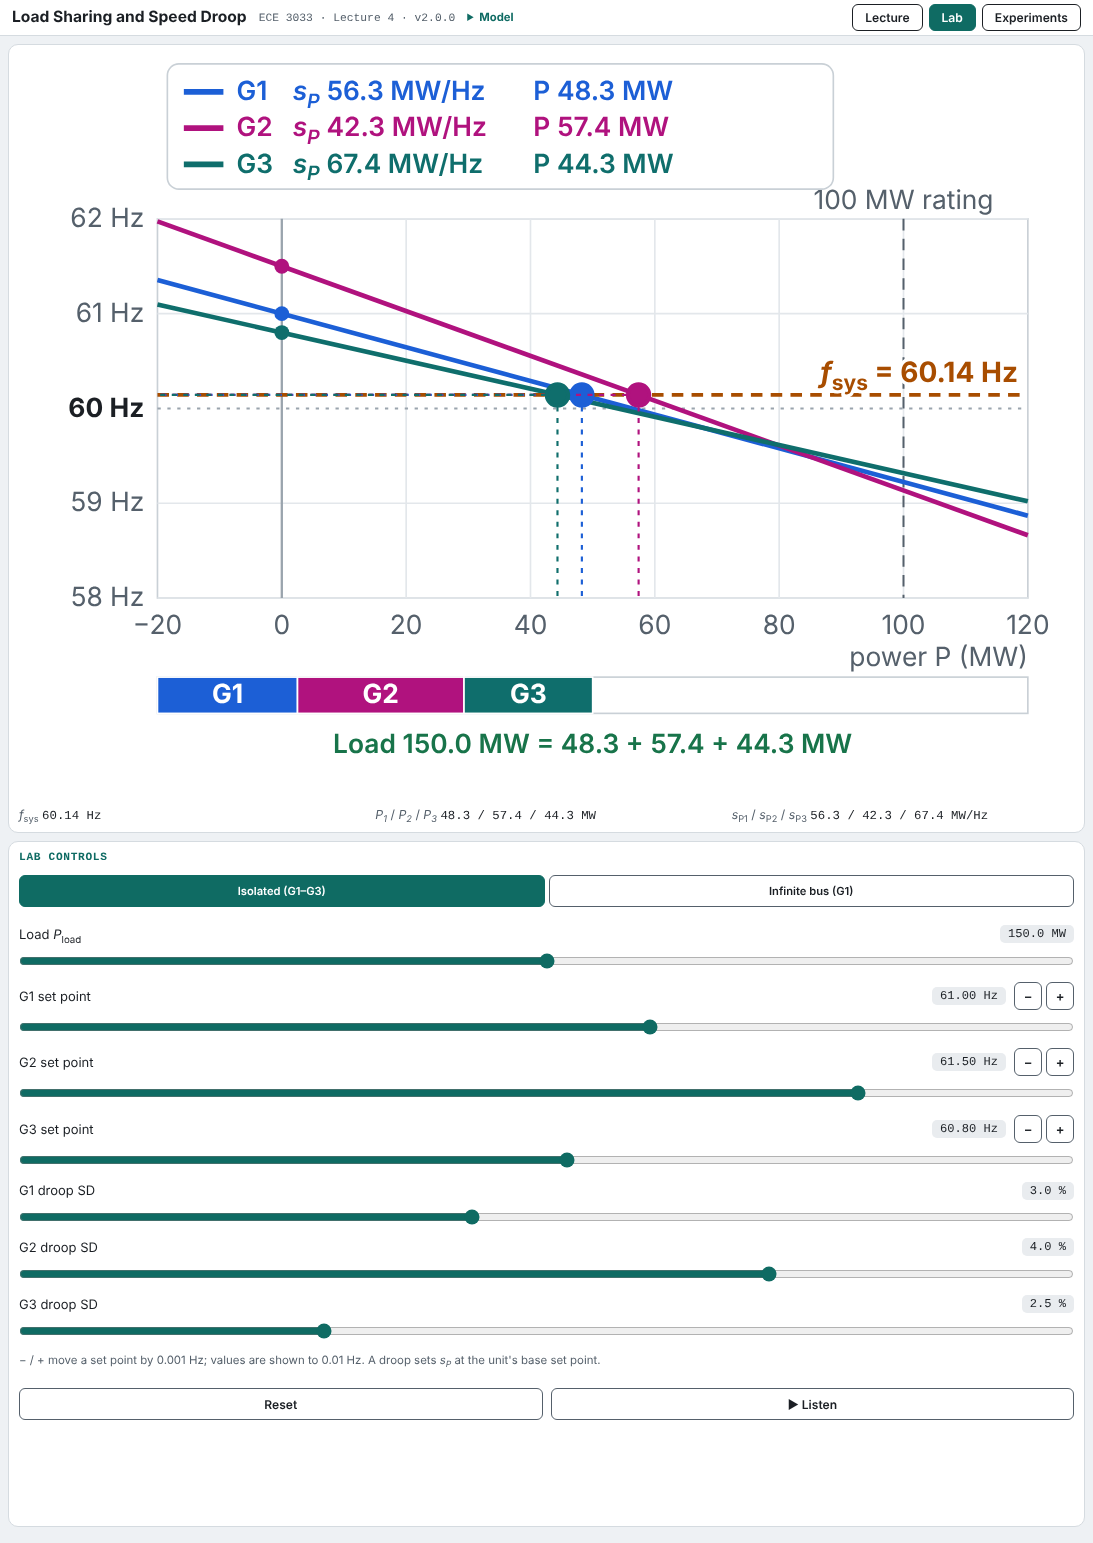 Load Sharing and Speed Droop ECE 3033 · Lecture 4 · v2.0.0 ▶ Model Lecture Lab Experiments
G1 sP 56.3 MW/Hz P 48.3 MW
G2 sP 42.3 MW/Hz P 57.4 MW
G3 sP 67.4 MW/Hz P 44.3 MW
100 MW rating
62 Hz
61 Hz
fsys = 60.14 Hz
60 Hz
59 Hz
58 Hz
−20 0 20 40 60 80 100 120
power P (MW)
G1 G2 G3
Load 150.0 MW = 48.3 + 57.4 + 44.3 MW
fsys 60.14 Hz P1 / P2 / P3 48.3 / 57.4 / 44.3 MW sP1 / sP2 / sP3 56.3 / 42.3 / 67.4 MW/Hz
LAB CONTROLS
Isolated (G1–G3) Infinite bus (G1)
Load Pload 150.0 MW
G1 set point 61.00 Hz − +
G2 set point 61.50 Hz − +
G3 set point 60.80 Hz − +
G1 droop SD 3.0 %
G2 droop SD 4.0 %
G3 droop SD 2.5 %
− / + move a set point by 0.001 Hz; values are shown to 0.01 Hz. A droop sets sP at the unit's base set point.
Reset ▶ Listen